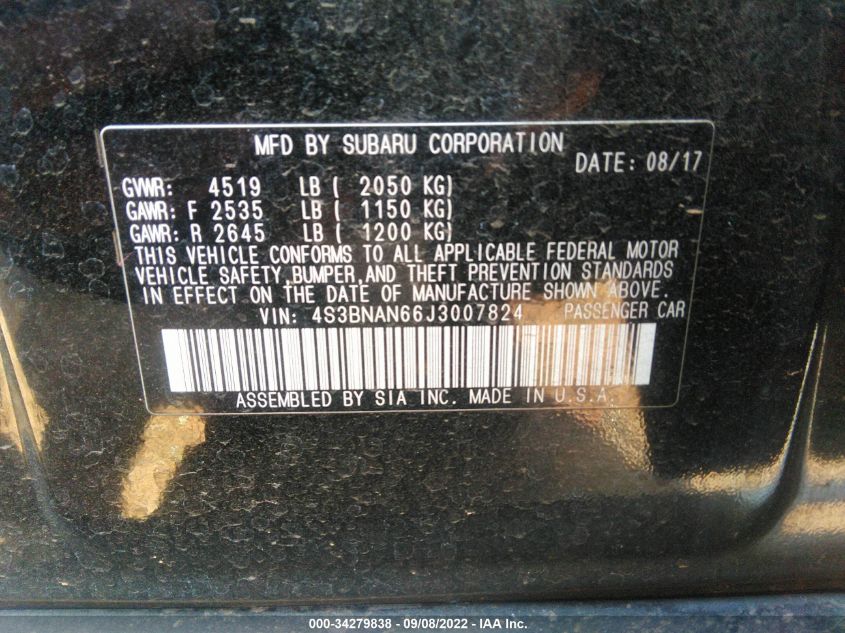 MFD BY SUBARU CORPORATION DATE: 08/17
GVWR: 4519 LB ( 2050 KG)
GAWR: F 2535 LB ( 1150 KG)
GAWR: R 2645 LB ( 1200 KG)
THIS VEHICLE CONFORMS TO ALL APPLICABLE FEDERAL MOTOR
VEHICLE SAFETY,BUMPER,AND THEFT PREVENTION STANDARDS
IN EFFECT ON THE DATE OF MANUFACTURE SHOWN ABOVE.
VIN: 4S3BNAN66J3007824 PASSENGER CAR
ASSEMBLED BY SIA INC. MADE IN U.S.A.
000-34279838 - 09/08/2022 - IAA Inc.